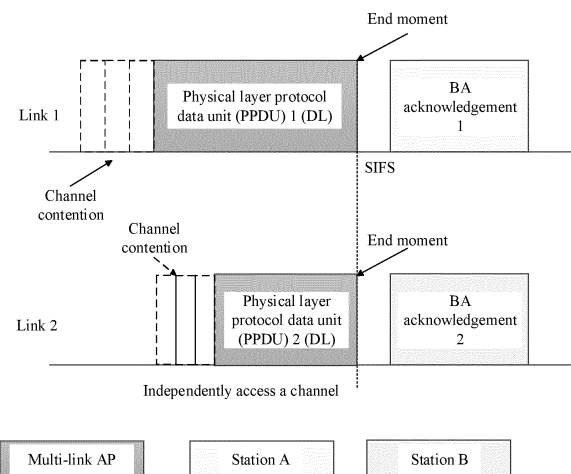 End moment
Link 1
Physical layer protocol
data unit (PPDU) 1 (DL)
BA
acknowledgement
1
SIFS
Channel
contention
Channel
contention
End moment
Link 2
Physical layer
protocol data unit
(PPDU) 2 (DL)
BA
acknowledgement
2
Independently access a channel
Multi-link AP
Station A
Station B